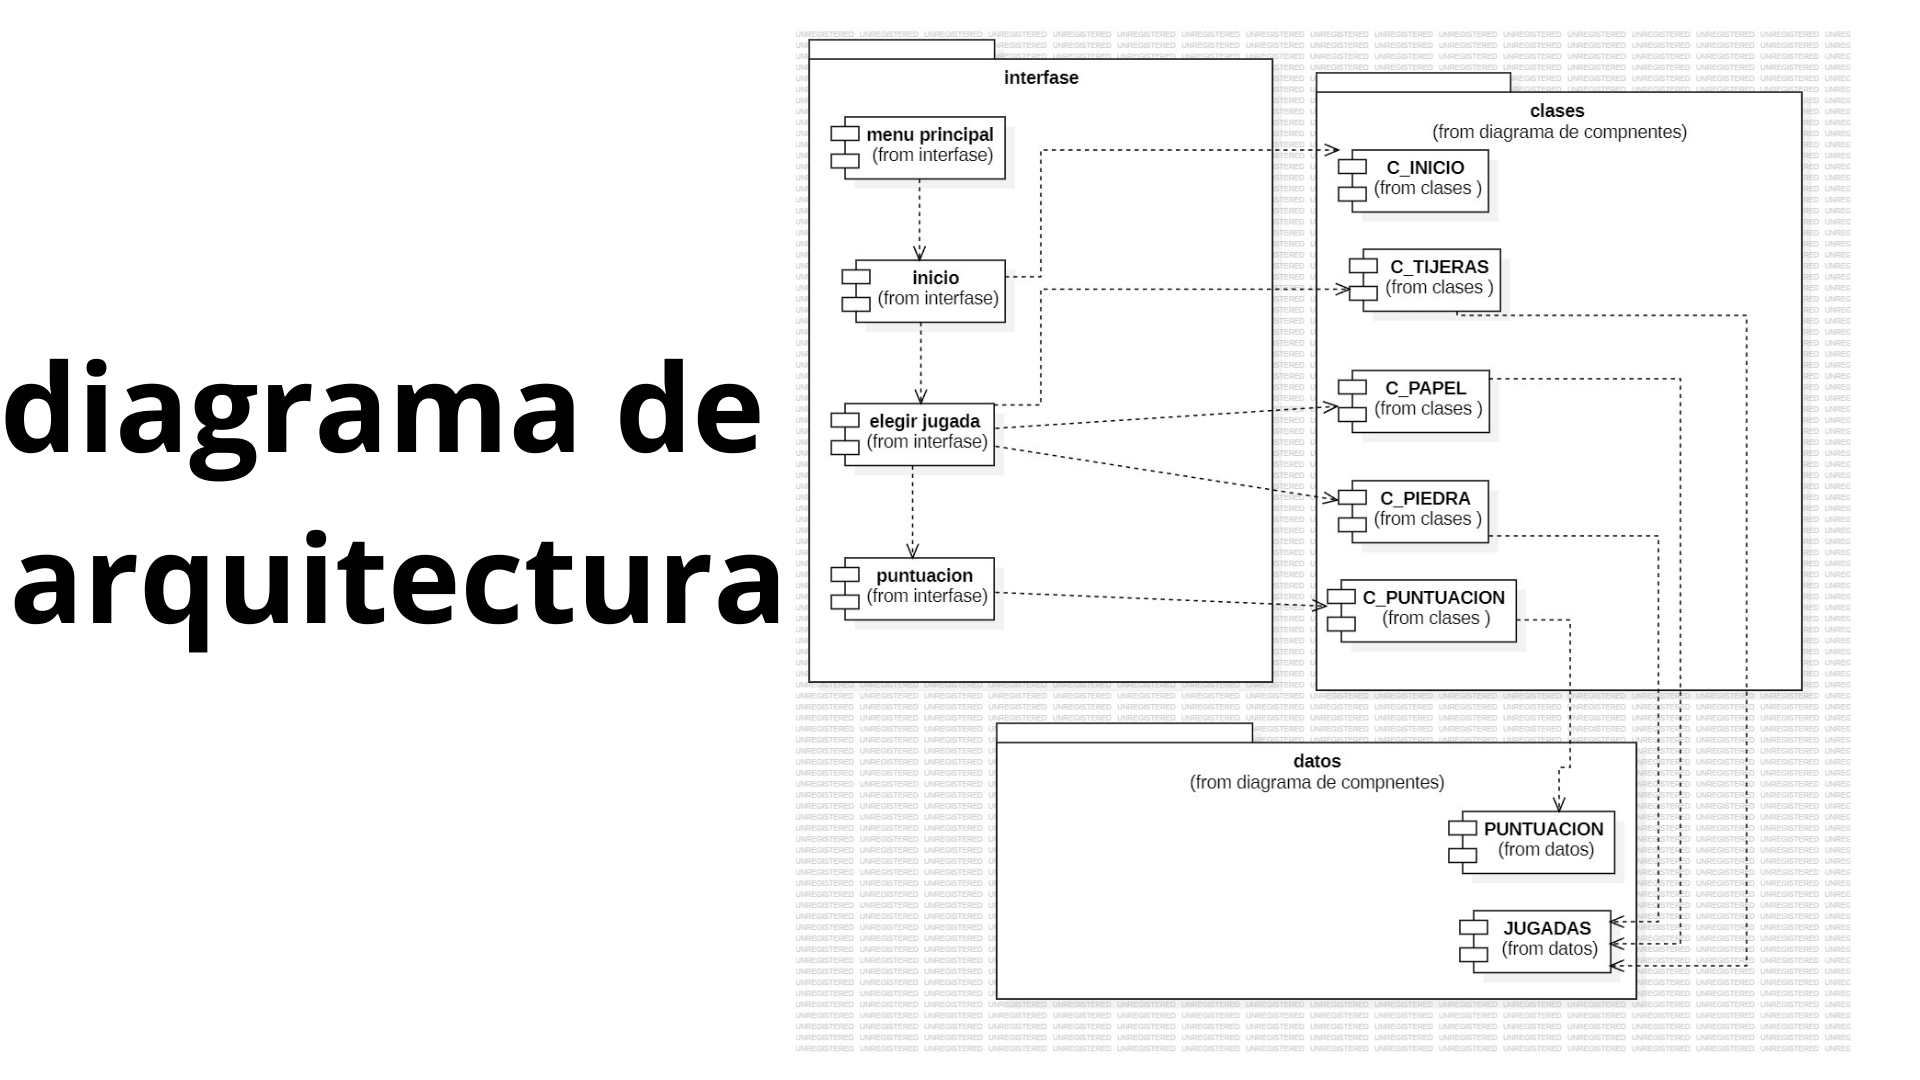 diagrama de
arquitectura
interfase
menu principal
(from interfase)
inicio
(from interfase)
elegir jugada
(from interfase)
puntuacion
(from interfase)
clases
(from diagrama de compnentes)
C_INICIO
(from clases )
C_TIJERAS
(from clases )
C_PAPEL
(from clases )
C_PIEDRA
(from clases )
C_PUNTUACION
(from clases )
datos
(from diagrama de compnentes)
PUNTUACION
(from datos)
JUGADAS
(from datos)
UNREGISTERED